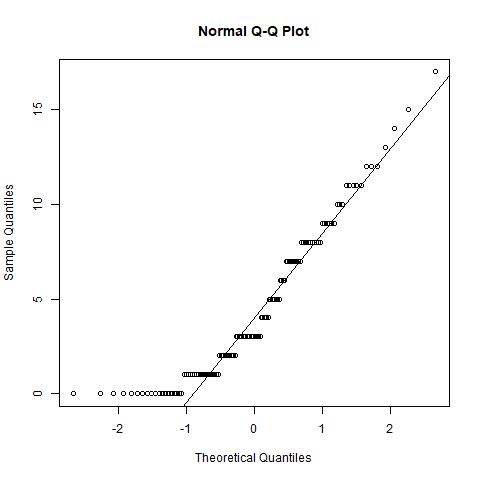 Normal Q-Q Plot
Sample Quantiles
15
10
5
0
-2 -1 0 1 2
Theoretical Quantiles